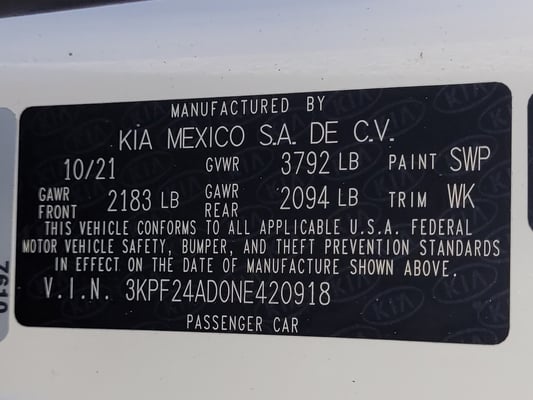 MANUFACTURED BY
KIA MEXICO S.A. DE C.V.
10/21 GVWR 3792 LB PAINT SWP
GAWR FRONT 2183 LB GAWR REAR 2094 LB TRIM WK
THIS VEHICLE CONFORMS TO ALL APPLICABLE U.S.A. FEDERAL
MOTOR VEHICLE SAFETY, BUMPER, AND THEFT PREVENTION STANDARDS
IN EFFECT ON THE DATE OF MANUFACTURE SHOWN ABOVE.
V.I.N. 3KPF24AD0NE420918
PASSENGER CAR